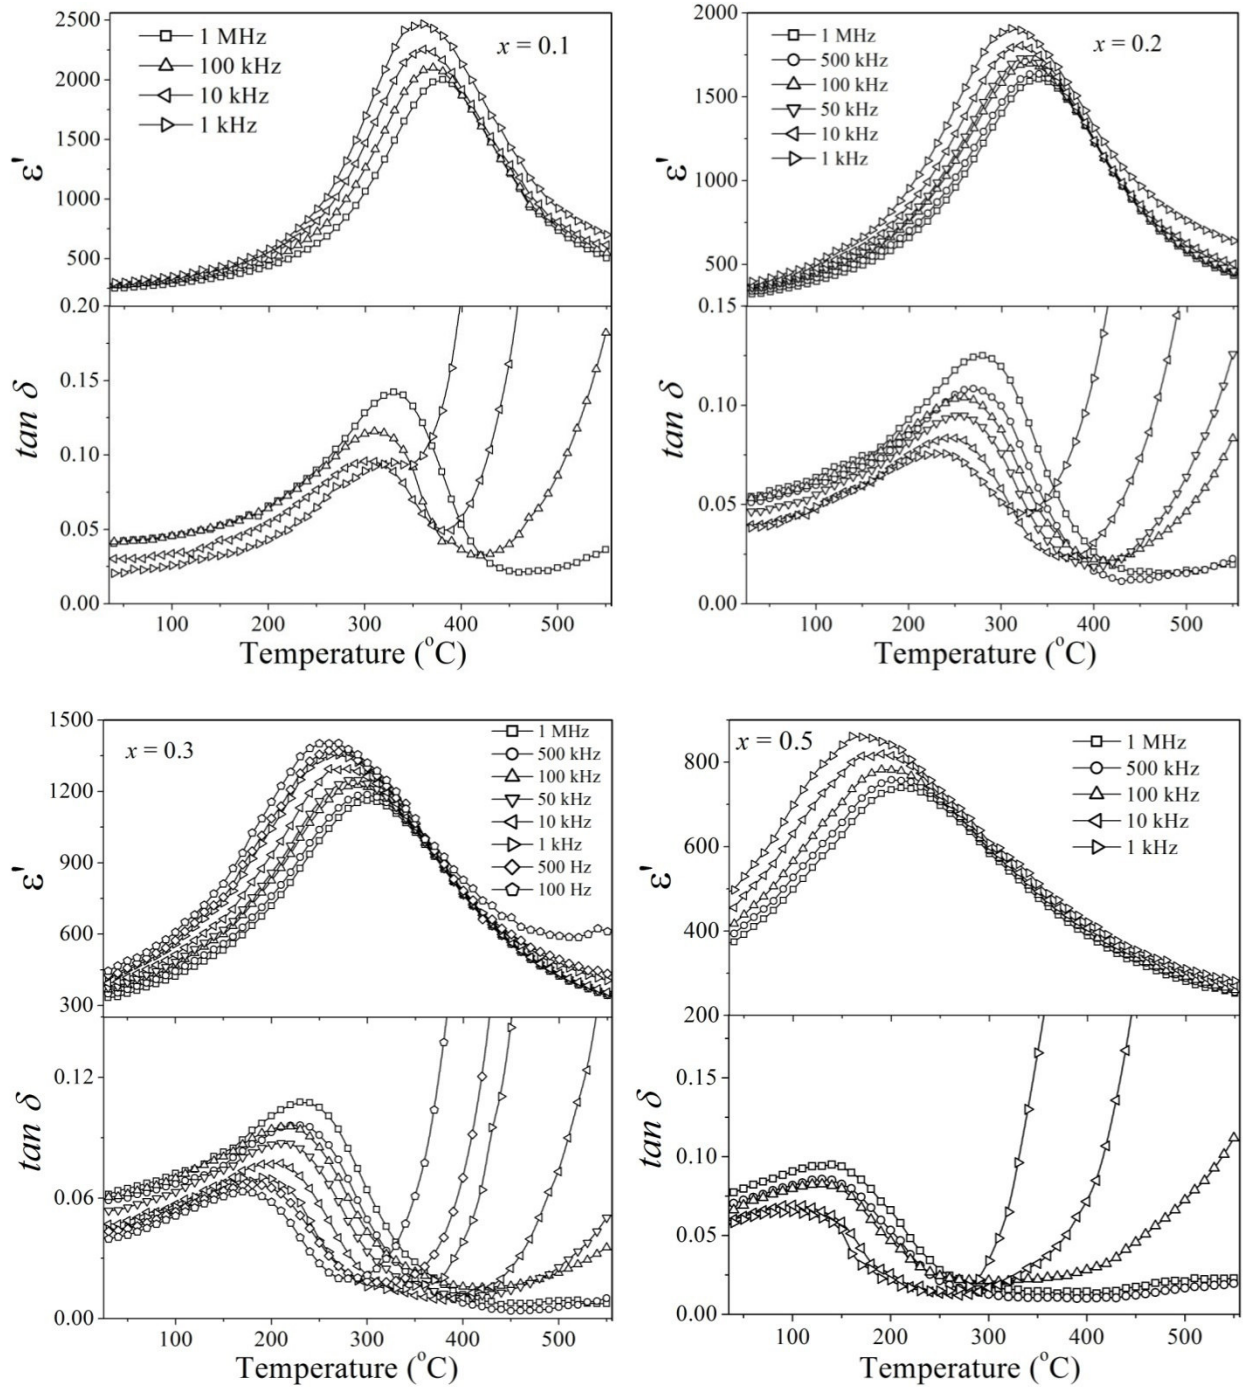 2500
2000
1500
1000
500
ε'
x = 0.1
1 MHz
100 kHz
10 kHz
1 kHz
0.20
0.15
0.10
0.05
0.00
tan δ
100 200 300 400 500
Temperature (°C)
2000
1500
1000
500
ε'
x = 0.2
1 MHz
500 kHz
100 kHz
50 kHz
10 kHz
1 kHz
0.15
0.10
0.05
0.00
tan δ
100 200 300 400 500
Temperature (°C)
1500
1200
900
600
300
ε'
x = 0.3
1 MHz
500 kHz
100 kHz
50 kHz
10 kHz
1 kHz
500 Hz
100 Hz
0.12
0.06
0.00
tan δ
100 200 300 400 500
Temperature (°C)
800
600
400
200
ε'
x = 0.5
1 MHz
500 kHz
100 kHz
10 kHz
1 kHz
0.15
0.10
0.05
0.00
tan δ
100 200 300 400 500
Temperature (°C)